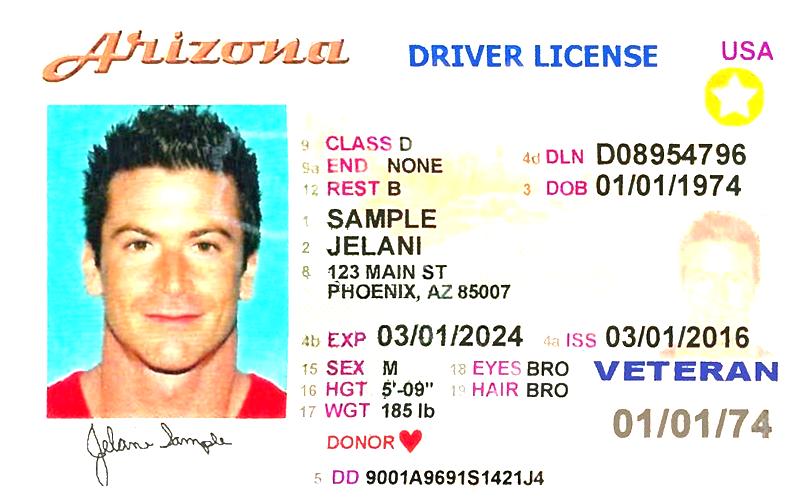 Arizona DRIVER LICENSE USA
9 CLASS D
9a END NONE
4d DLN D08954796
12 REST B
3 DOB 01/01/1974
1 SAMPLE
2 JELANI
8 123 MAIN ST
PHOENIX, AZ 85007
4b EXP 03/01/2024 4a ISS 03/01/2016
15 SEX M 18 EYES BRO
VETERAN
16 HGT 5'-09" 19 HAIR BRO
17 WGT 185 lb
01/01/74
DONOR
Jelani Sample
5 DD 9001A9691S1421J4